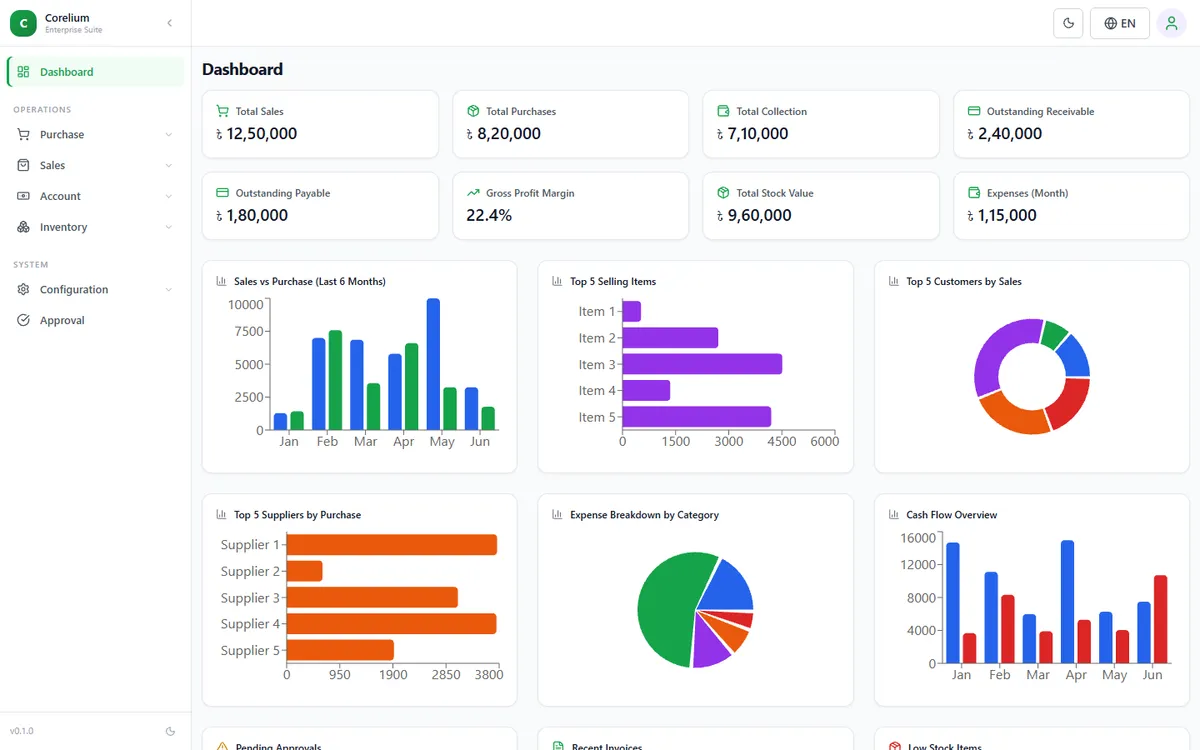 C
Corelium
Enterprise Suite
EN
Dashboard
OPERATIONS
Purchase
Sales
Account
Inventory
SYSTEM
Configuration
Approval
v0.1.0
Dashboard
Total Sales
৳ 12,50,000
Total Purchases
৳ 8,20,000
Total Collection
৳ 7,10,000
Outstanding Receivable
৳ 2,40,000
Outstanding Payable
৳ 1,80,000
Gross Profit Margin
22.4%
Total Stock Value
৳ 9,60,000
Expenses (Month)
৳ 1,15,000
Sales vs Purchase (Last 6 Months)
10000
7500
5000
2500
0
Jan Feb Mar Apr May Jun
Top 5 Selling Items
Item 1
Item 2
Item 3
Item 4
Item 5
0 1500 3000 4500 6000
Top 5 Customers by Sales
Top 5 Suppliers by Purchase
Supplier 1
Supplier 2
Supplier 3
Supplier 4
Supplier 5
0 950 1900 2850 3800
Expense Breakdown by Category
Cash Flow Overview
16000
12000
8000
4000
0
Jan Feb Mar Apr May Jun
Pending Approvals
Recent Invoices
Low Stock Items